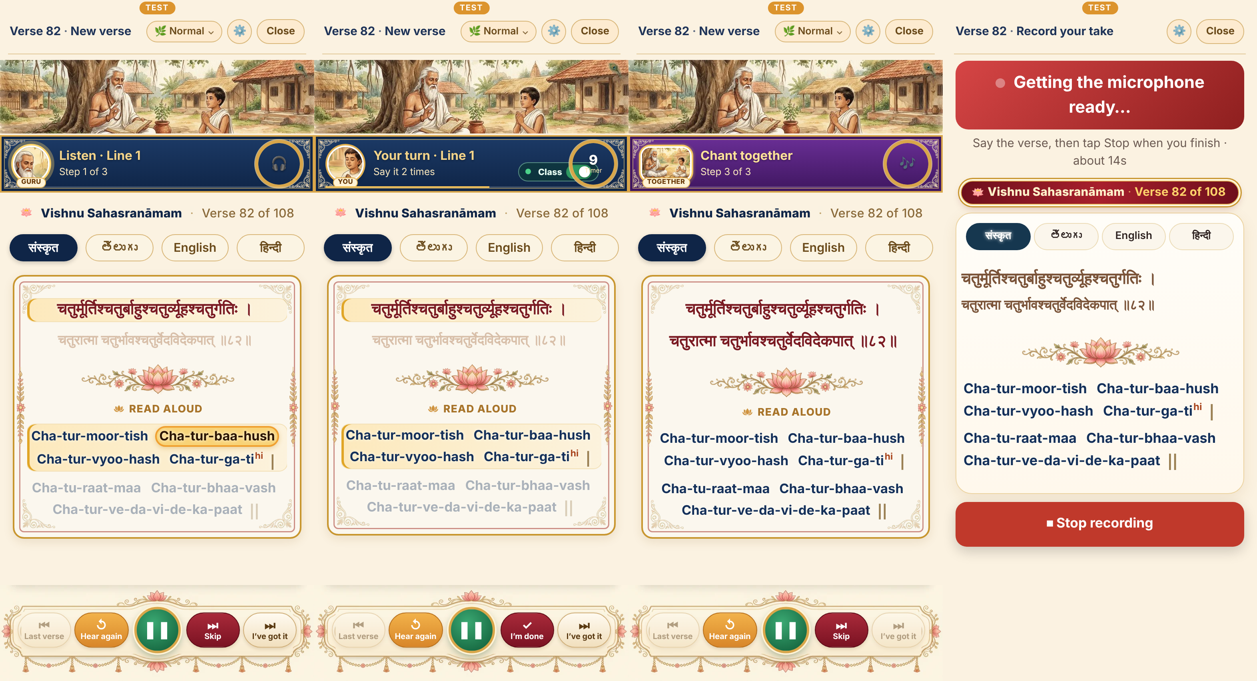 TEST
Verse 82 · New verse
🌿 Normal ⌄
⚙️
Close
Listen · Line 1
Step 1 of 3
GURU
Vishnu Sahasranāmam · Verse 82 of 108
संस्कृत
తెలుగు
English
हिन्दी
चतुर्मूर्तिश्चतुर्बाहुश्चतुर्व्यूहश्चतुर्गतिः ।
चतुरात्मा चतुर्भावश्चतुर्वेदविदेकपात् ॥८२॥
READ ALOUD
Cha-tur-moor-tish Cha-tur-baa-hush
Cha-tur-vyoo-hash Cha-tur-ga-tihi |
Cha-tu-raat-maa Cha-tur-bhaa-vash
Cha-tur-ve-da-vi-de-ka-paat ||
Last verse
Hear again
Skip
I've got it
TEST
Verse 82 · New verse
🌿 Normal ⌄
⚙️
Close
Your turn · Line 1
Say it 2 times
YOU
Class
9
Vishnu Sahasranāmam · Verse 82 of 108
संस्कृत
తెలుగు
English
हिन्दी
चतुर्मूर्तिश्चतुर्बाहुश्चतुर्व्यूहश्चतुर्गतिः ।
चतुरात्मा चतुर्भावश्चतुर्वेदविदेकपात् ॥८२॥
READ ALOUD
Cha-tur-moor-tish Cha-tur-baa-hush
Cha-tur-vyoo-hash Cha-tur-ga-tihi |
Cha-tu-raat-maa Cha-tur-bhaa-vash
Cha-tur-ve-da-vi-de-ka-paat ||
Last verse
Hear again
I'm done
I've got it
TEST
Verse 82 · New verse
🌿 Normal ⌄
⚙️
Close
Chant together
Step 3 of 3
TOGETHER
Vishnu Sahasranāmam · Verse 82 of 108
संस्कृत
తెలుగు
English
हिन्दी
चतुर्मूर्तिश्चतुर्बाहुश्चतुर्व्यूहश्चतुर्गतिः ।
चतुरात्मा चतुर्भावश्चतुर्वेदविदेकपात् ॥८२॥
READ ALOUD
Cha-tur-moor-tish Cha-tur-baa-hush
Cha-tur-vyoo-hash Cha-tur-ga-tihi |
Cha-tu-raat-maa Cha-tur-bhaa-vash
Cha-tur-ve-da-vi-de-ka-paat ||
Last verse
Hear again
Skip
I've got it
TEST
Verse 82 · Record your take
⚙️
Close
Getting the microphone
ready...
Say the verse, then tap Stop when you finish ·
about 14s
Vishnu Sahasranāmam · Verse 82 of 108
संस्कृत
తెలుగు
English
हिन्दी
चतुर्मूर्तिश्चतुर्बाहुश्चतुर्व्यूहश्चतुर्गतिः ।
चतुरात्मा चतुर्भावश्चतुर्वेदविदेकपात् ॥८२॥
Cha-tur-moor-tish Cha-tur-baa-hush
Cha-tur-vyoo-hash Cha-tur-ga-tihi |
Cha-tu-raat-maa Cha-tur-bhaa-vash
Cha-tur-ve-da-vi-de-ka-paat ||
■ Stop recording